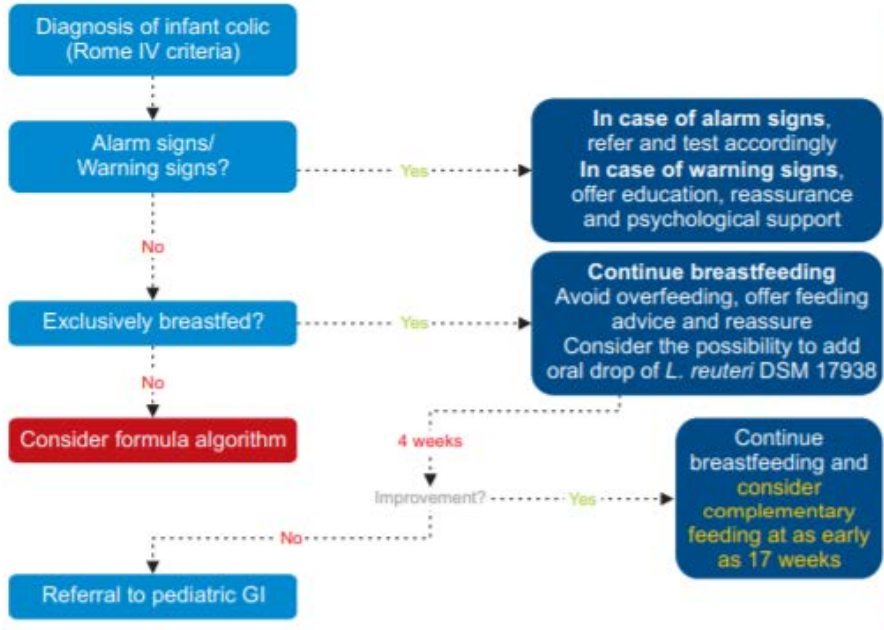 Diagnosis of infant colic
(Rome IV criteria)
Alarm signs/
Warning signs?
Yes
In case of alarm signs,
refer and test accordingly
In case of warning signs,
offer education, reassurance
and psychological support
No
Exclusively breastfed?
Yes
Continue breastfeeding
Avoid overfeeding, offer feeding
advice and reassure
Consider the possibility to add
oral drop of L. reuteri DSM 17938
No
Consider formula algorithm
4 weeks
Improvement?
Yes
Continue
breastfeeding and
consider
complementary
feeding at as early
as 17 weeks
No
Referral to pediatric GI